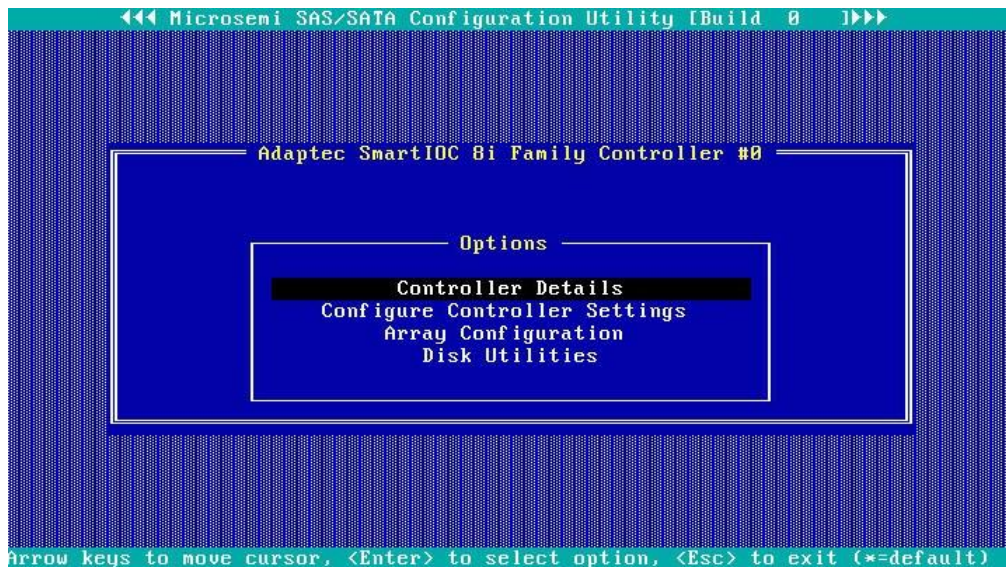 Microsemi SAS/SATA Configuration Utility [Build 0 ]
Adaptec SmartIOC 8i Family Controller #0
Options
Controller Details
Configure Controller Settings
Array Configuration
Disk Utilities
Arrow keys to move cursor, <Enter> to select option, <Esc> to exit (*=default)